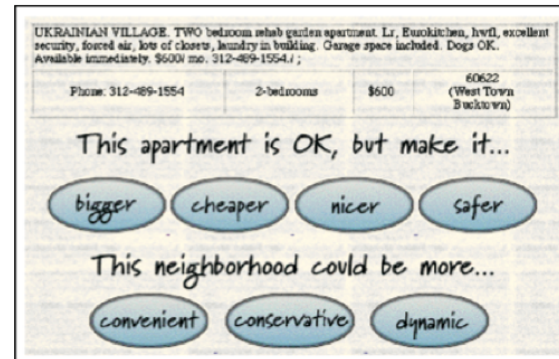 UKRAINIAN VILLAGE. TWO bedroom rehab garden apartment. Lr, Eurokitchen, hwfl, excellent
security, forced air, lots of closets, laundry in building. Garage space included. Dogs OK.
Available immediately. $600/ mo. 312-489-1554./ ;
Phone: 312-489-1554 2-bedrooms $600 60622
(West Town
Bucktown)
This apartment is OK, but make it...
bigger cheaper nicer safer
This neighborhood could be more...
convenient conservative dynamic